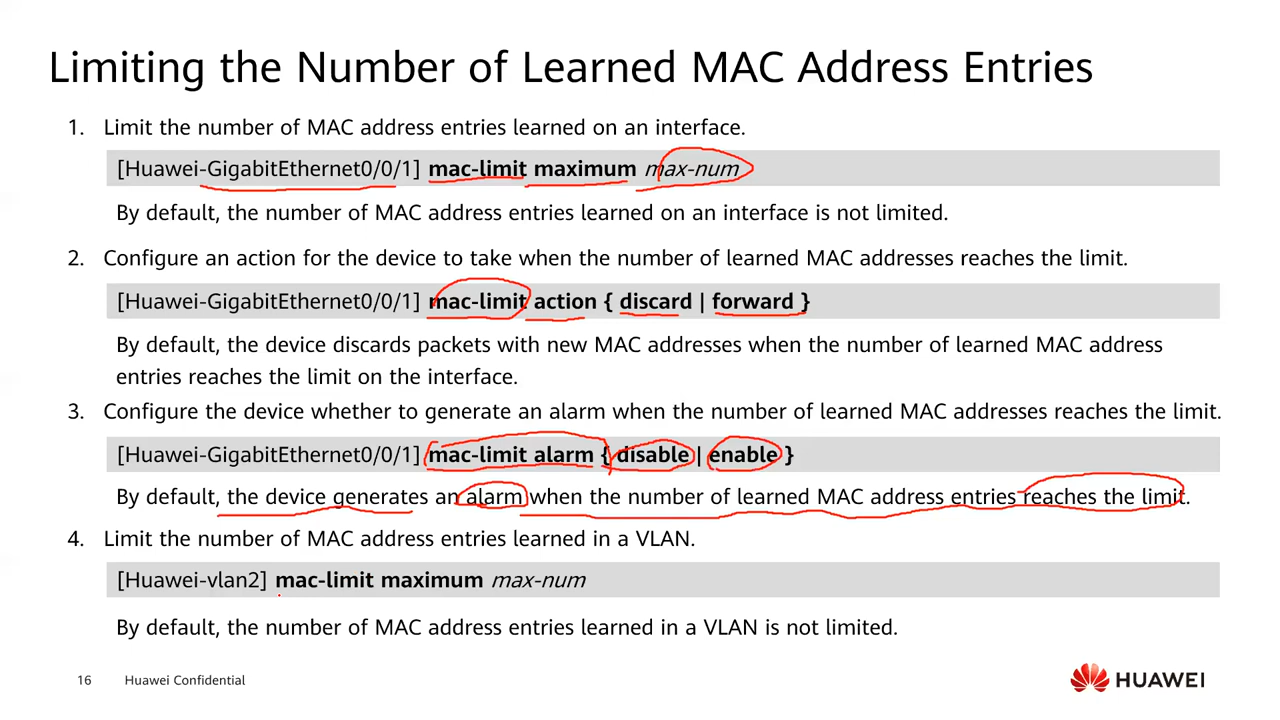 Limiting the Number of Learned MAC Address Entries
1. Limit the number of MAC address entries learned on an interface.
[Huawei-GigabitEthernet0/0/1] mac-limit maximum max-num
By default, the number of MAC address entries learned on an interface is not limited.
2. Configure an action for the device to take when the number of learned MAC addresses reaches the limit.
[Huawei-GigabitEthernet0/0/1] mac-limit action { discard | forward }
By default, the device discards packets with new MAC addresses when the number of learned MAC address
entries reaches the limit on the interface.
3. Configure the device whether to generate an alarm when the number of learned MAC addresses reaches the limit.
[Huawei-GigabitEthernet0/0/1] mac-limit alarm { disable | enable }
By default, the device generates an alarm when the number of learned MAC address entries reaches the limit.
4. Limit the number of MAC address entries learned in a VLAN.
[Huawei-vlan2] mac-limit maximum max-num
By default, the number of MAC address entries learned in a VLAN is not limited.
16 Huawei Confidential
HUAWEI